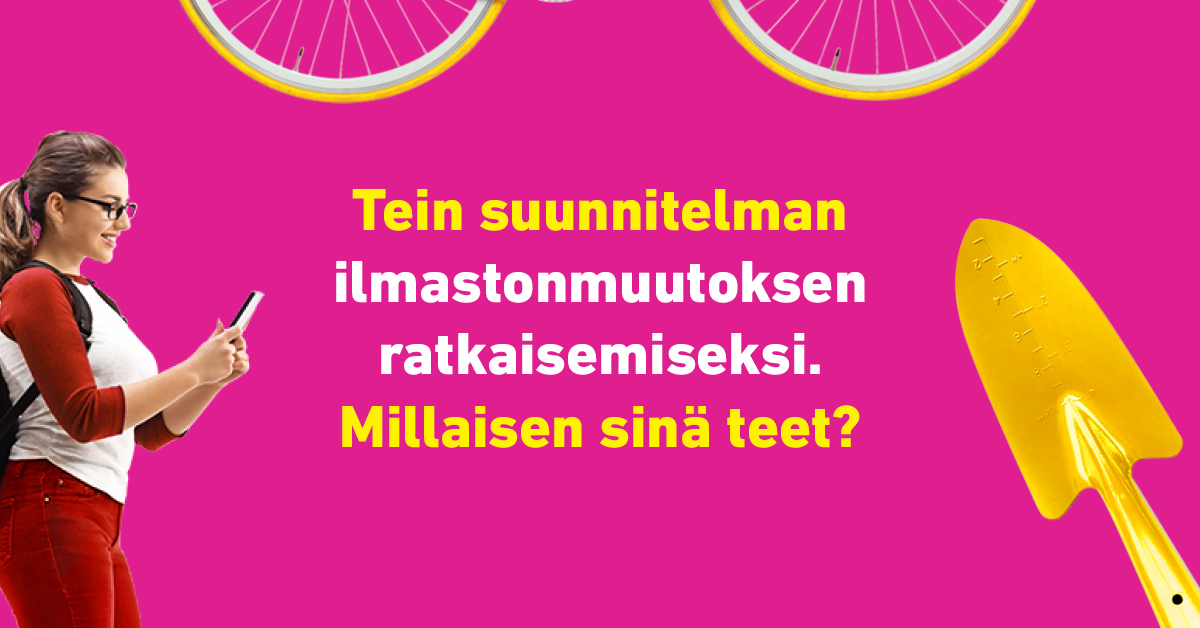 Tein suunnitelman
ilmastonmuutoksen
ratkaisemiseksi.
Millaisen sinä teet?